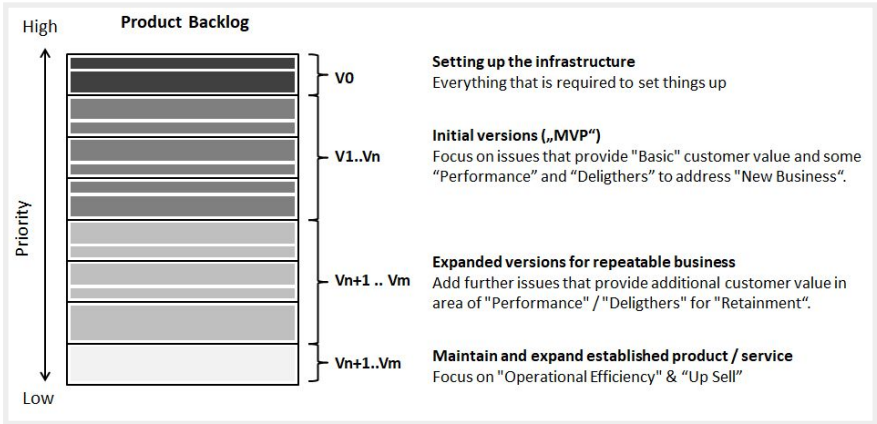 High
Product Backlog
V0
Setting up the infrastructure
Everything that is required to set things up
V1..Vn
Initial versions („MVP“)
Focus on issues that provide "Basic" customer value and some
“Performance” and “Deligthers” to address "New Business“.
Priority
Vn+1 .. Vm
Expanded versions for repeatable business
Add further issues that provide additional customer value in
area of "Performance" / "Deligthers" for "Retainment“.
Vn+1..Vm
Maintain and expand established product / service
Focus on "Operational Efficiency" & “Up Sell”
Low